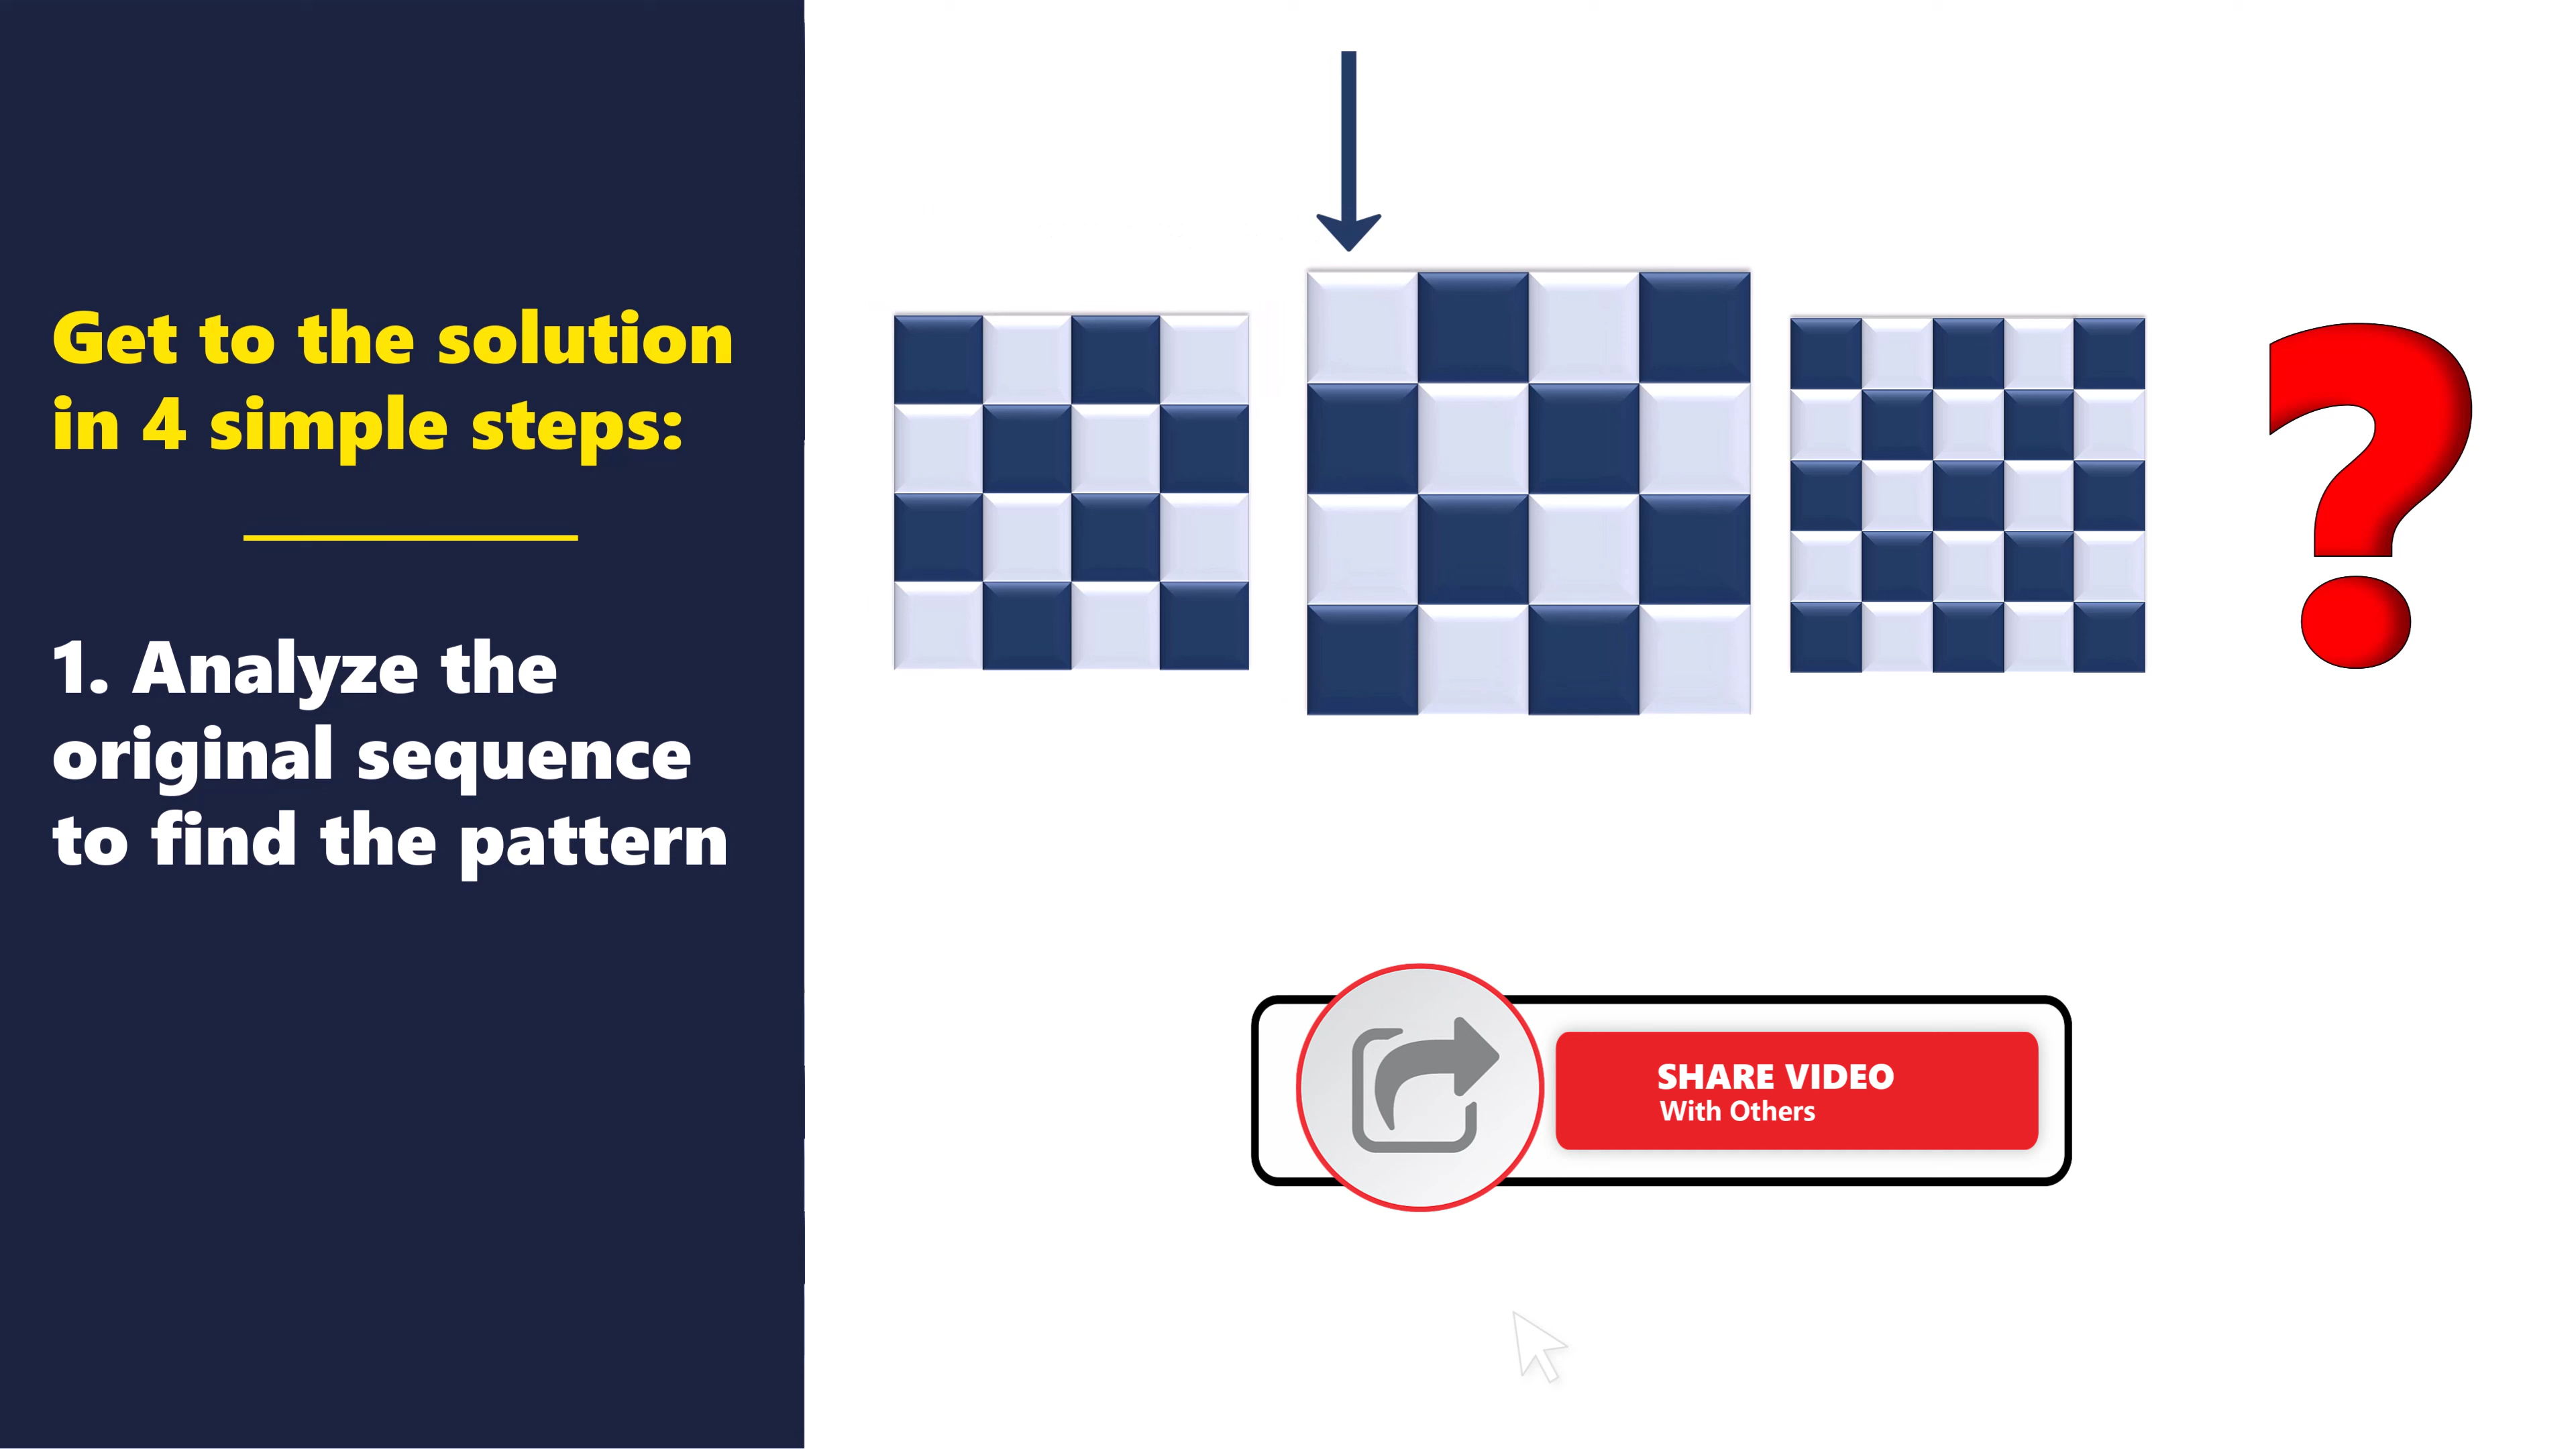 Get to the solution
in 4 simple steps:
1. Analyze the
original sequence
to find the pattern
?
SHARE VIDEO
With Others